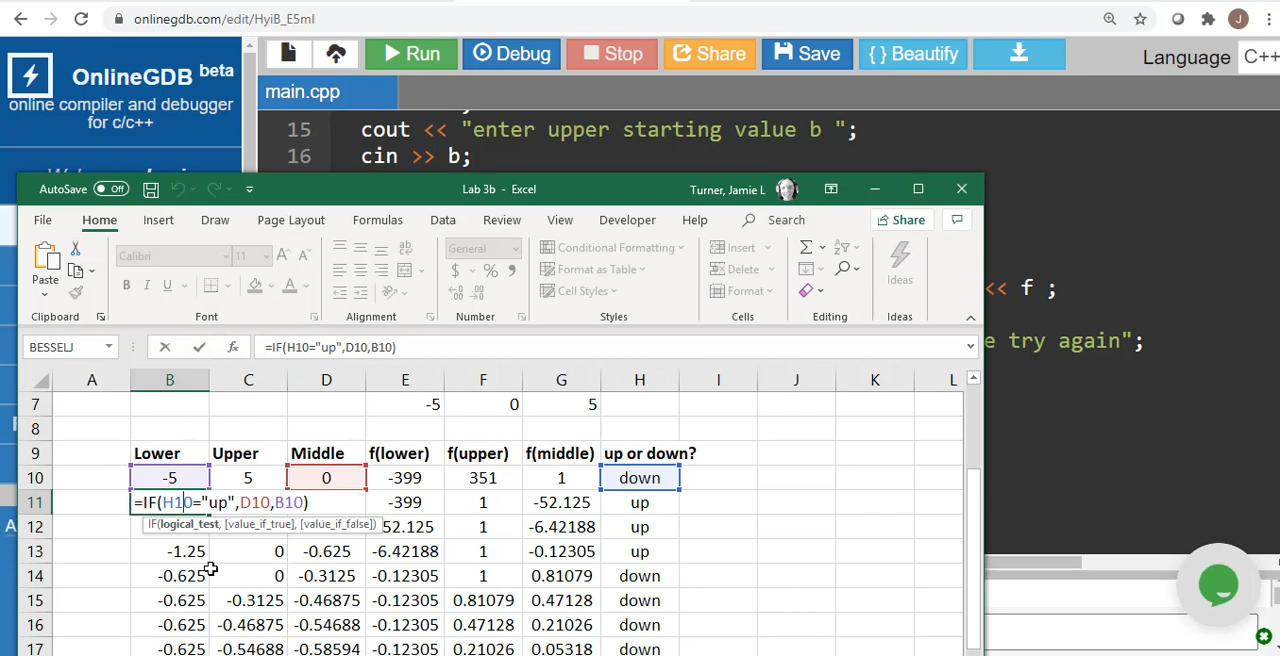 onlinegdb.com/edit/HyiB_E5mI
J
OnlineGDB beta
online compiler and debugger
for c/c++
Run
Debug
Stop
Share
Save
{ } Beautify
Language
C++
main.cpp
15 cout << "enter upper starting value b ";
16 cin >> b;
<< f ;
e try again";
AutoSave Off
Lab 3b - Excel
Turner, Jamie L
File Home Insert Draw Page Layout Formulas Data Review View Developer Help Search Share
Paste
Calibri 11
B I U
General
$ % ,
Conditional Formatting
Format as Table
Cell Styles
Insert
Delete
Format
Ideas
Clipboard Font Alignment Number Styles Cells Editing Ideas
BESSELJ fx =IF(H10="up",D10,B10)
A B C D E F G H I J K L
7 -5 0 5
8
9 Lower Upper Middle f(lower) f(upper) f(middle) up or down?
10 -5 5 0 -399 351 1 down
11 =IF(H10="up",D10,B10) -399 1 -52.125 up
IF(logical_test, [value_if_true], [value_if_false])
12 52.125 1 -6.42188 up
13 -1.25 0 -0.625 -6.42188 1 -0.12305 up
14 -0.625 0 -0.3125 -0.12305 1 0.81079 down
15 -0.625 -0.3125 -0.46875 -0.12305 0.81079 0.47128 down
16 -0.625 -0.46875 -0.54688 -0.12305 0.47128 0.21026 down
17 -0.625 -0.54688 -0.58594 -0.12305 0.21026 0.05218 down